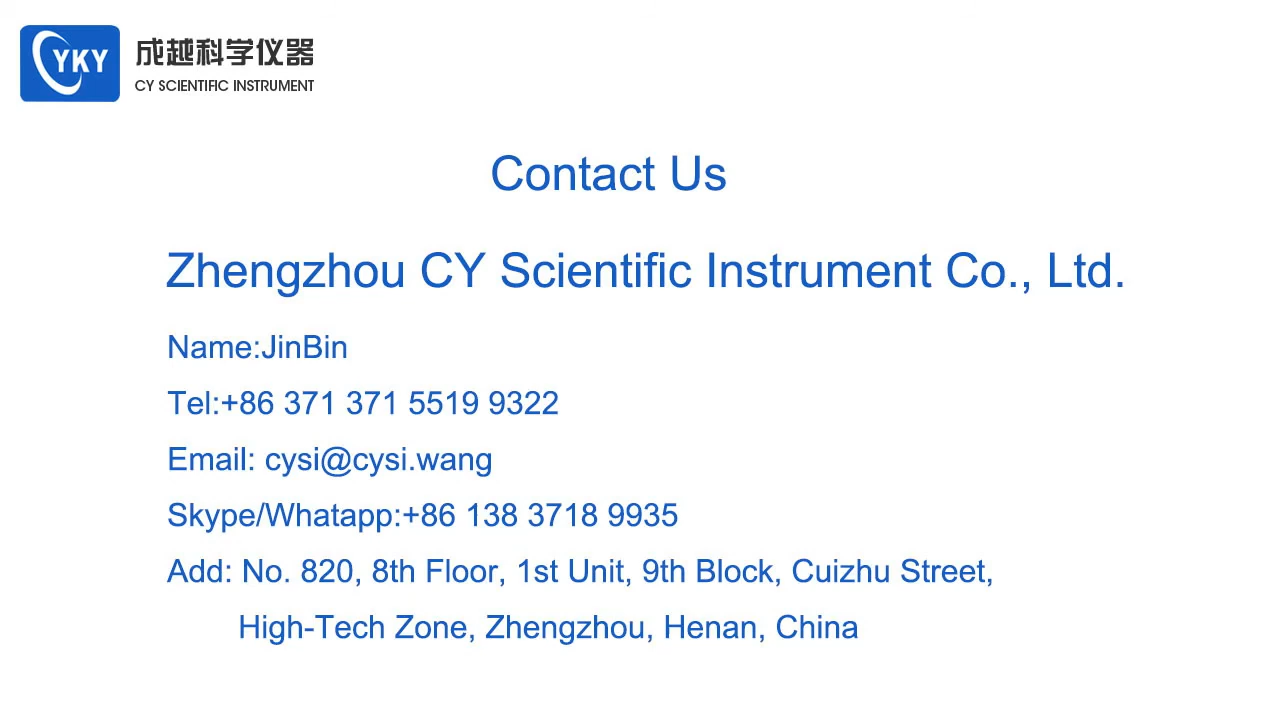 YKY
成越科学仪器
CY SCIENTIFIC INSTRUMENT
Contact Us
Zhengzhou CY Scientific Instrument Co., Ltd.
Name:JinBin
Tel:+86 371 371 5519 9322
Email: cysi@cysi.wang
Skype/Whatapp:+86 138 3718 9935
Add: No. 820, 8th Floor, 1st Unit, 9th Block, Cuizhu Street,
High-Tech Zone, Zhengzhou, Henan, China